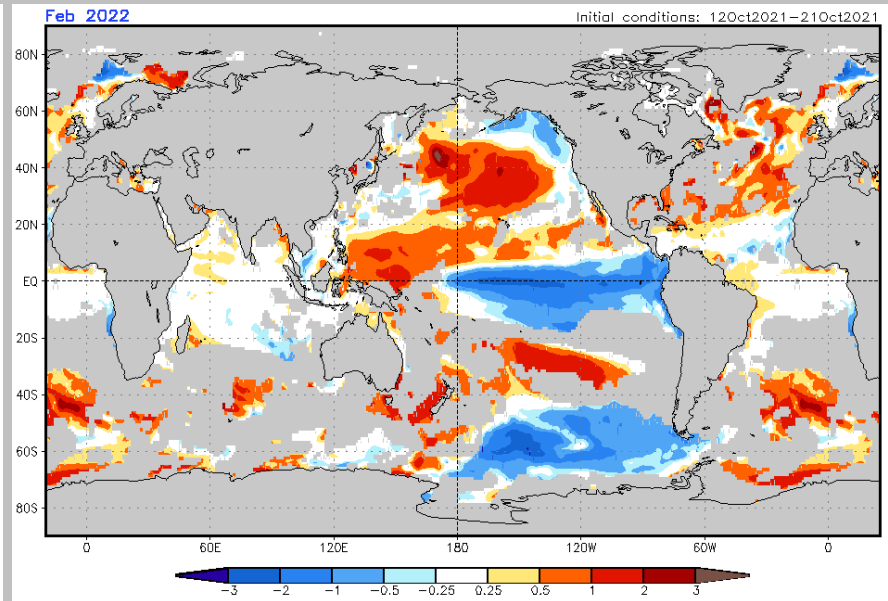 Feb 2022
Initial conditions: 12Oct2021-21Oct2021
80N
60N
40N
20N
EQ
20S
40S
60S
80S
0 60E 120E 180 120W 60W 0
-3 -2 -1 -0.5 -0.25 0.25 0.5 1 2 3